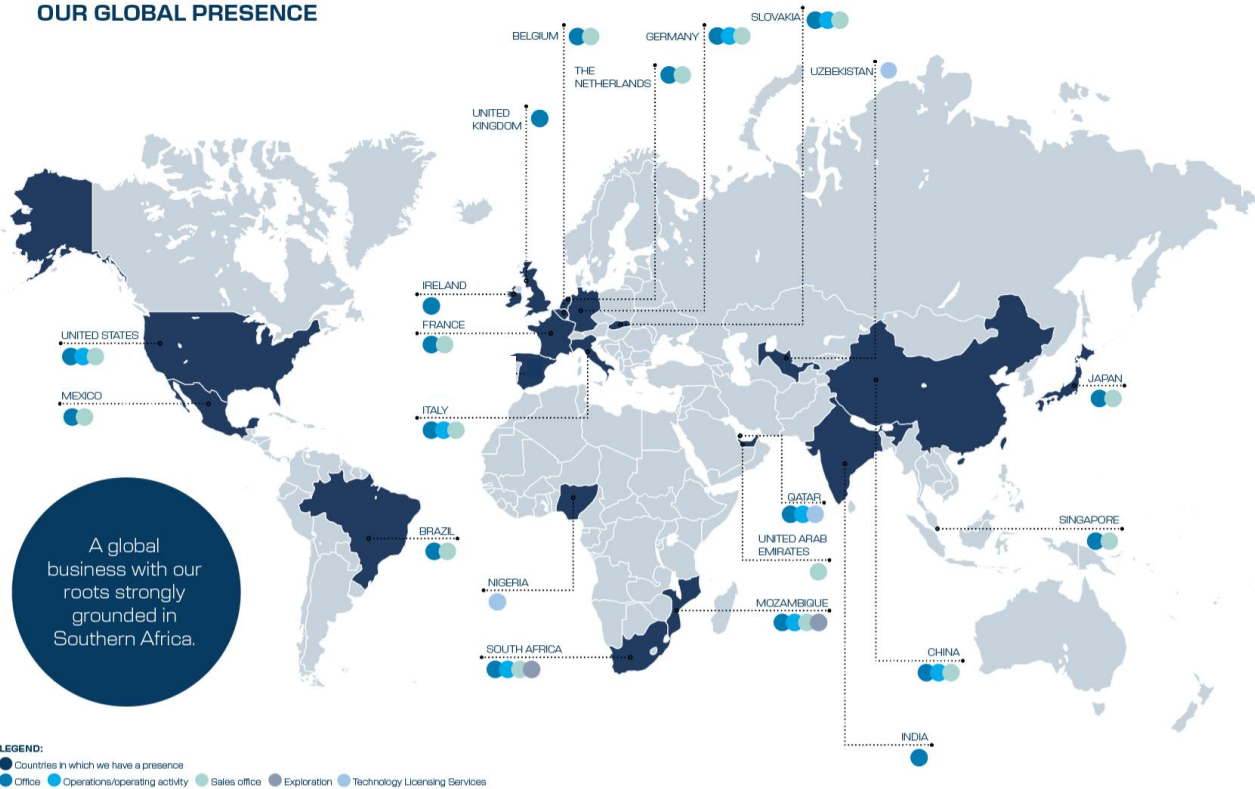 OUR GLOBAL PRESENCE
SLOVAKIA
BELGIUM
GERMANY
THE
NETHERLANDS
UZBEKISTAN
UNITED
KINGDOM
IRELAND
FRANCE
UNITED STATES
JAPAN
MEXICO
ITALY
QATAR
SINGAPORE
BRAZIL
UNITED ARAB
EMIRATES
NIGERIA
MOZAMBIQUE
SOUTH AFRICA
CHINA
INDIA
A global
business with our
roots strongly
grounded in
Southern Africa.
LEGEND:
Countries in which we have a presence
Office Operations/operating activity Sales office Exploration Technology Licensing Services